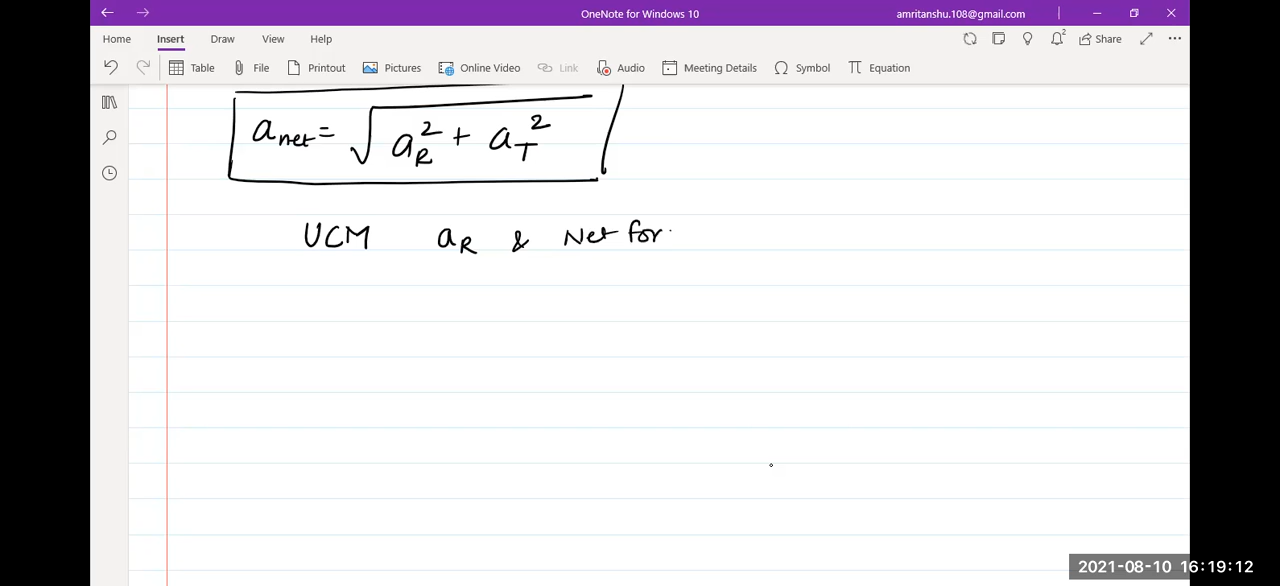 OneNote for Windows 10
amritanshu.108@gmail.com
Home Insert Draw View Help
2 Share
Table File Printout Pictures Online Video Link Audio Meeting Details Symbol Equation
a_net = √(a_R² + a_T²)
UCM a_R & Net for
2021-08-10 16:19:12